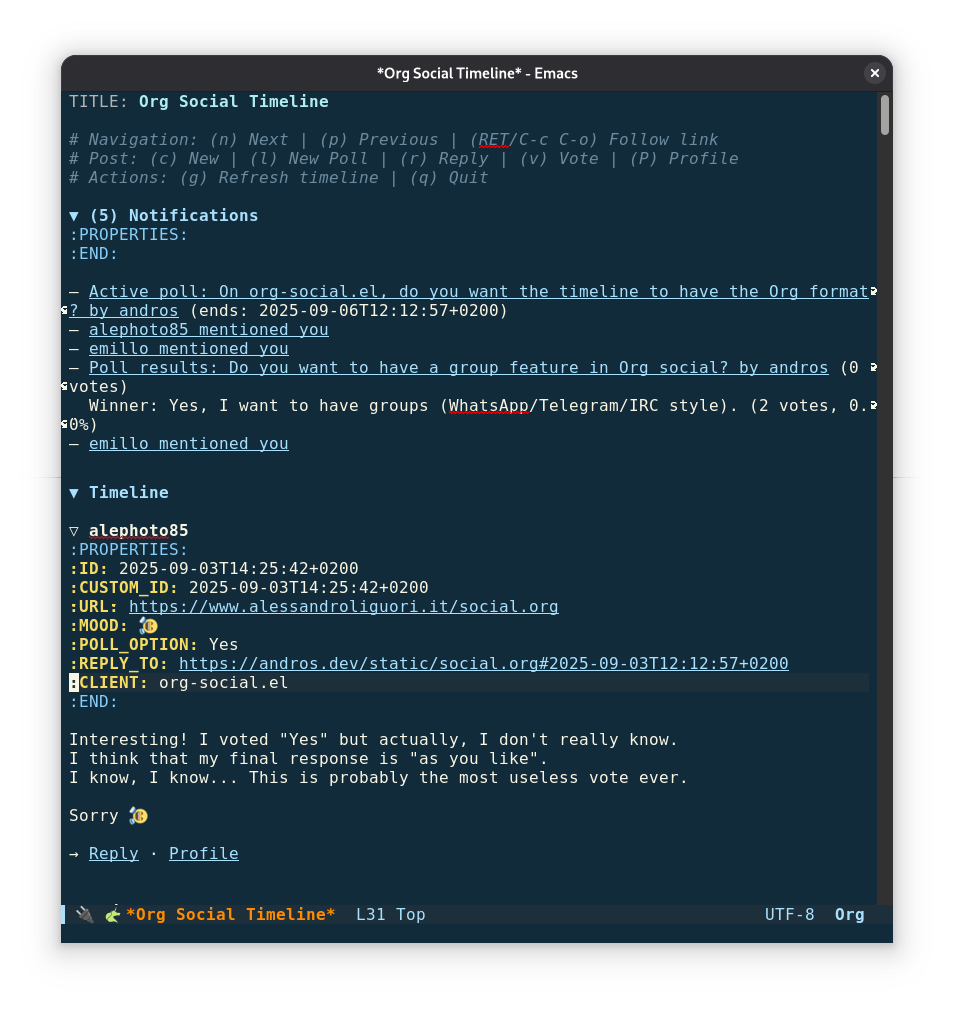 *Org Social Timeline* - Emacs
TITLE: Org Social Timeline
# Navigation: (n) Next | (p) Previous | (RET/C-c C-o) Follow link
# Post: (c) New | (l) New Poll | (r) Reply | (v) Vote | (P) Profile
# Actions: (g) Refresh timeline | (q) Quit
▼ (5) Notifications
:PROPERTIES:
:END:
– Active poll: On org-social.el, do you want the timeline to have the Org format
? by andros (ends: 2025-09-06T12:12:57+0200)
– alephoto85 mentioned you
– emillo mentioned you
– Poll results: Do you want to have a group feature in Org social? by andros (0
votes)
Winner: Yes, I want to have groups (WhatsApp/Telegram/IRC style). (2 votes, 0.
0%)
– emillo mentioned you
▼ Timeline
▽ alephoto85
:PROPERTIES:
:ID: 2025-09-03T14:25:42+0200
:CUSTOM_ID: 2025-09-03T14:25:42+0200
:URL: https://www.alessandroliguori.it/social.org
:MOOD:
:POLL_OPTION: Yes
:REPLY_TO: https://andros.dev/static/social.org#2025-09-03T12:12:57+0200
:CLIENT: org-social.el
:END:
Interesting! I voted "Yes" but actually, I don't really know.
I think that my final response is "as you like".
I know, I know... This is probably the most useless vote ever.
Sorry
→ Reply · Profile
*Org Social Timeline* L31 Top UTF-8 Org